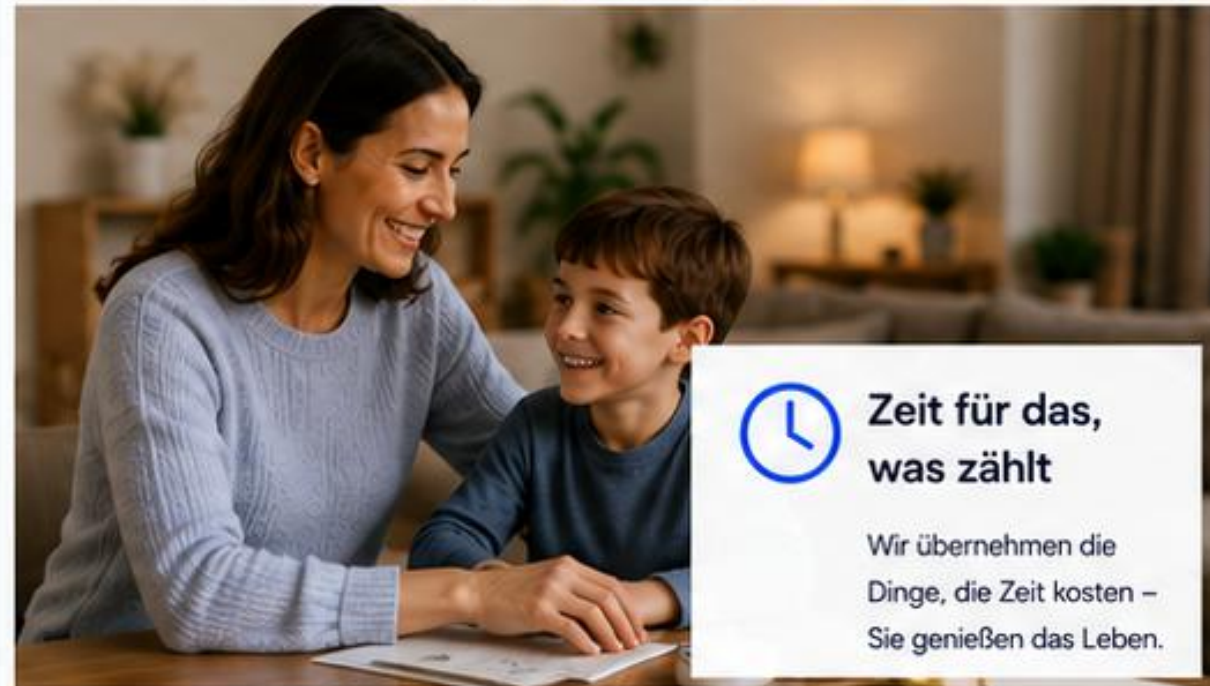 Zeit für das,
was zählt
Wir übernehmen die
Dinge, die Zeit kosten –
Sie genießen das Leben.